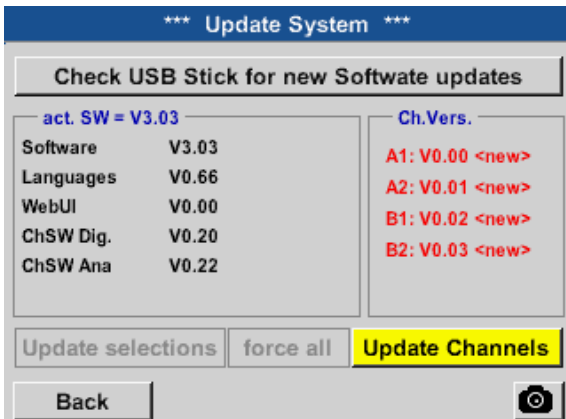 *** Update System ***
Check USB Stick for new Softwate updates
act. SW = V3.03
Software V3.03
Languages V0.66
WebUI V0.00
ChSW Dig. V0.20
ChSW Ana V0.22
Ch.Vers.
A1: V0.00 <new>
A2: V0.01 <new>
B1: V0.02 <new>
B2: V0.03 <new>
Update selections force all Update Channels
Back